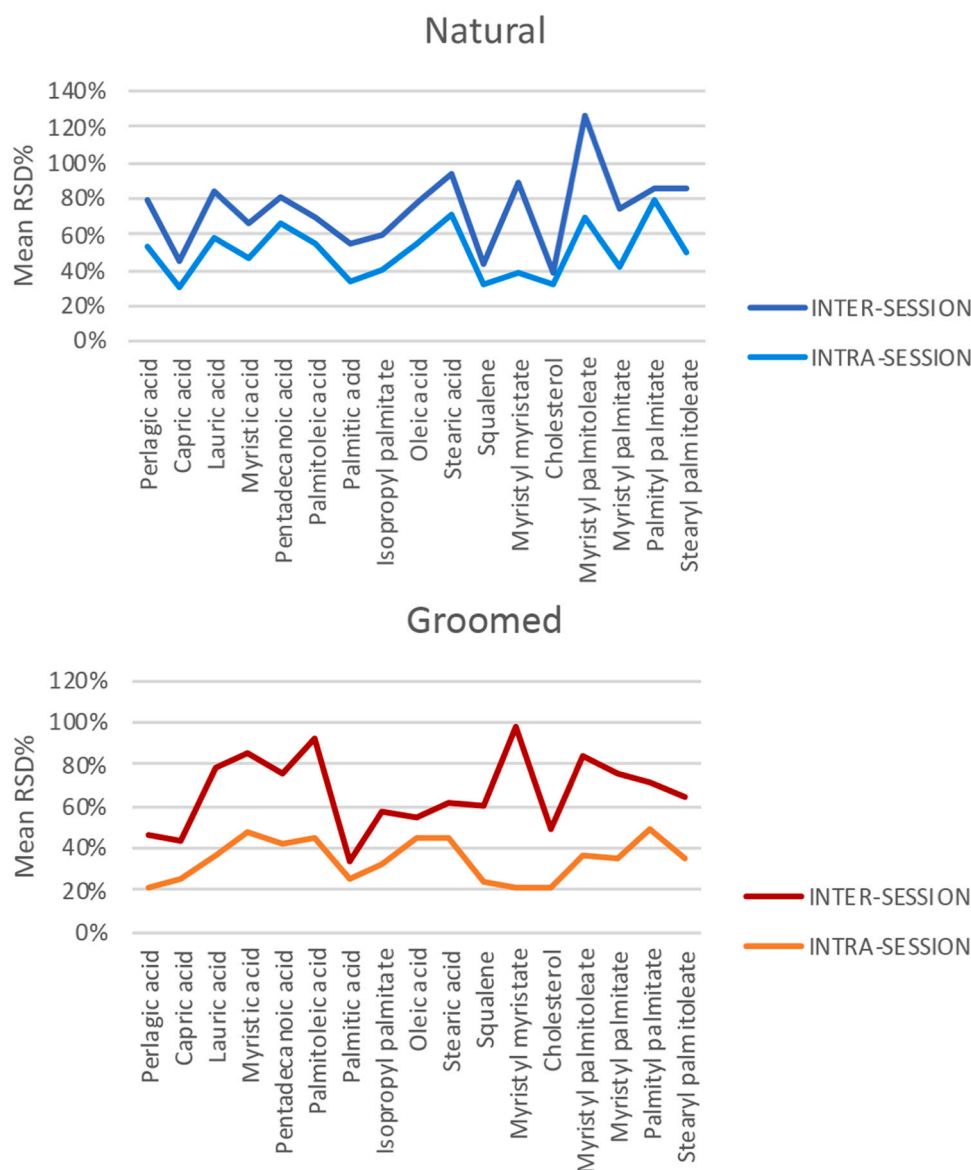 Natural
140%
120%
100%
80%
60%
40%
20%
0%
Mean RSD%
Perlagic acid
Capric acid
Lauric acid
Myristic acid
Pentadecanoic acid
Palmitoleic acid
Palmitic add
Isopropyl palmitate
Oleic acid
Stearic acid
Squalene
Myristyl myristate
Cholesterol
Myristyl palmitoleate
Myristyl palmitate
Palmityl palmitate
Stearyl palmitoleate
INTER-SESSION
INTRA-SESSION
Groomed
120%
100%
80%
60%
40%
20%
0%
Mean RSD%
Perlagic acid
Capric acid
Lauric acid
Myristic acid
Pentadecanoic acid
Palmitoleic acid
Palmitic acid
Isopropyl palmitate
Oleic acid
Stearic acid
Squalene
Myristyl myristate
Cholesterol
Myristyl palmitoleate
Myristyl palmitate
Palmityl palmitate
Stearyl palmitoleate
INTER-SESSION
INTRA-SESSION